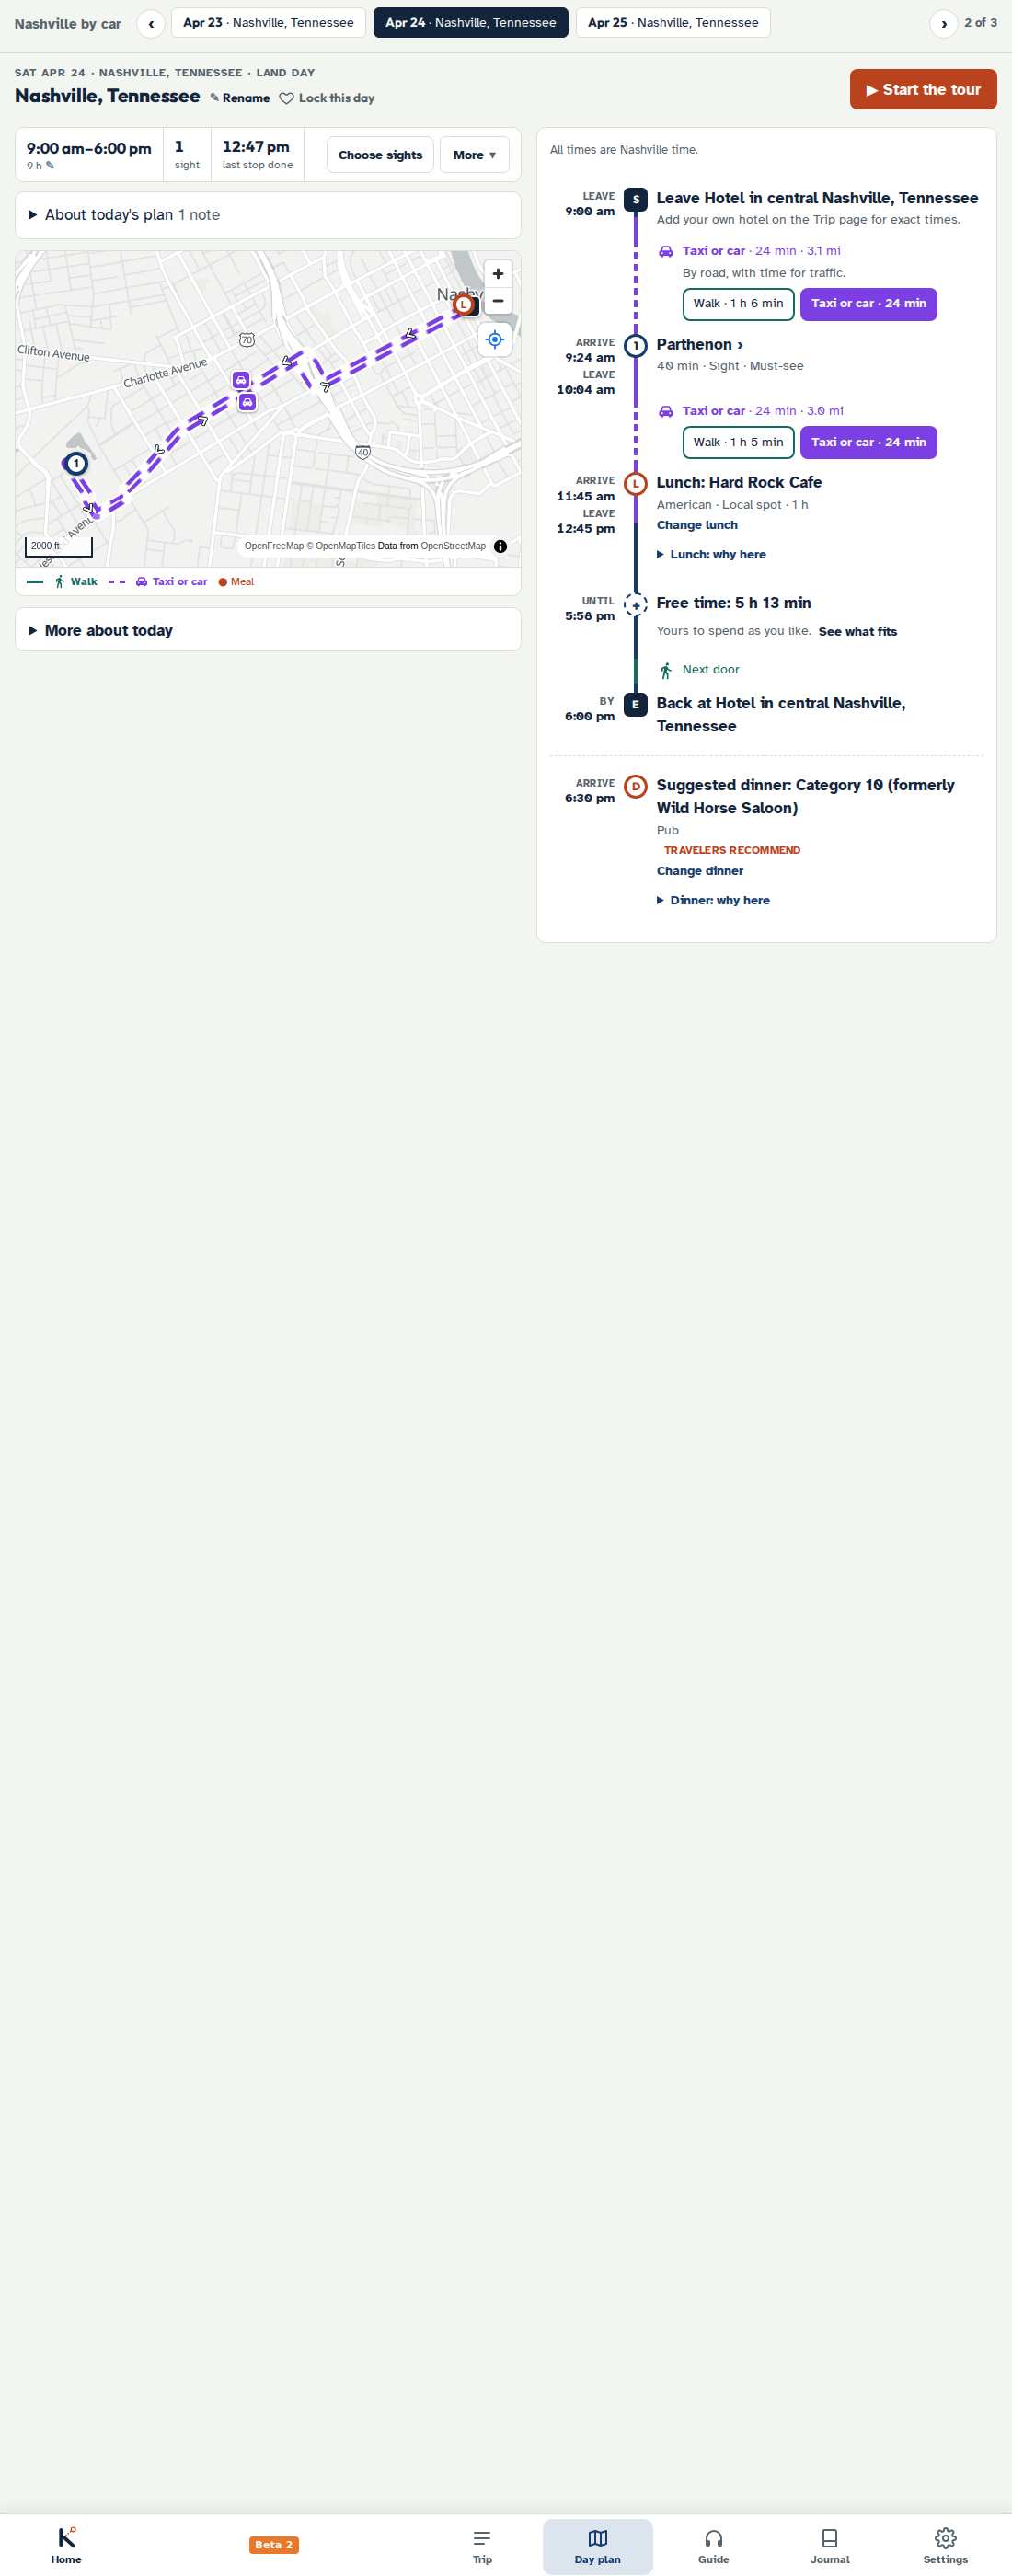 Nashville by car
‹
Apr 23 · Nashville, Tennessee
Apr 24 · Nashville, Tennessee
Apr 25 · Nashville, Tennessee
›
2 of 3
SAT APR 24 · NASHVILLE, TENNESSEE · LAND DAY
Nashville, Tennessee
✎ Rename
Lock this day
▶ Start the tour
9:00 am–6:00 pm
9 h ✎
1
sight
12:47 pm
last stop done
Choose sights
More ▾
▶ About today's plan 1 note
Clifton Avenue
Charlotte Avenue
70
40
L
1
+
−
2000 ft
OpenFreeMap © OpenMapTiles Data from OpenStreetMap
Walk
Taxi or car
Meal
▶ More about today
All times are Nashville time.
LEAVE
9:00 am
S
Leave Hotel in central Nashville, Tennessee
Add your own hotel on the Trip page for exact times.
Taxi or car · 24 min · 3.1 mi
By road, with time for traffic.
Walk · 1 h 6 min
Taxi or car · 24 min
ARRIVE
9:24 am
LEAVE
10:04 am
1
Parthenon ›
40 min · Sight · Must-see
Taxi or car · 24 min · 3.0 mi
Walk · 1 h 5 min
Taxi or car · 24 min
ARRIVE
11:45 am
LEAVE
12:45 pm
L
Lunch: Hard Rock Cafe
American · Local spot · 1 h
Change lunch
▶ Lunch: why here
UNTIL
5:58 pm
+
Free time: 5 h 13 min
Yours to spend as you like. See what fits
Next door
BY
6:00 pm
E
Back at Hotel in central Nashville,
Tennessee
ARRIVE
6:30 pm
D
Suggested dinner: Category 10 (formerly
Wild Horse Saloon)
Pub
TRAVELERS RECOMMEND
Change dinner
▶ Dinner: why here
Home
Beta 2
Trip
Day plan
Guide
Journal
Settings